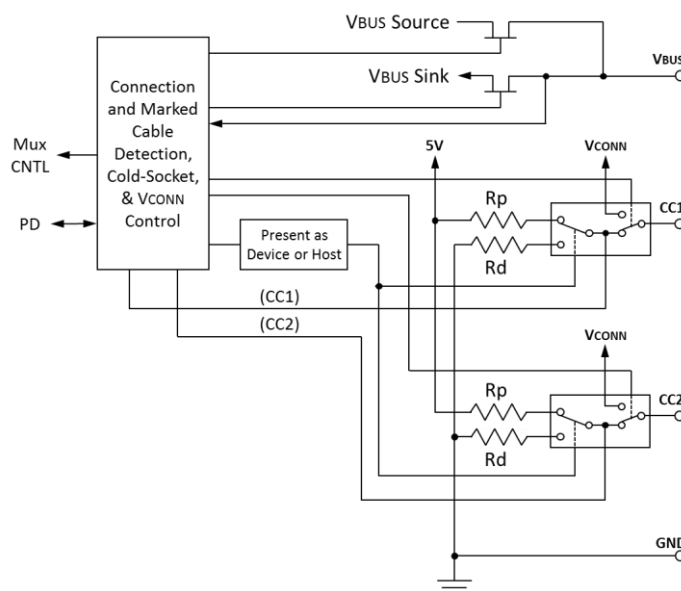 VBUS Source
VBUS
VBUS Sink
Connection
and Marked
Cable
Detection,
Cold-Socket,
& VCONN
Control
Mux
CNTL
PD
5V
VCONN
Rp
CC1
Rd
Present as
Device or Host
(CC1)
(CC2)
VCONN
Rp
CC2
Rd
GND